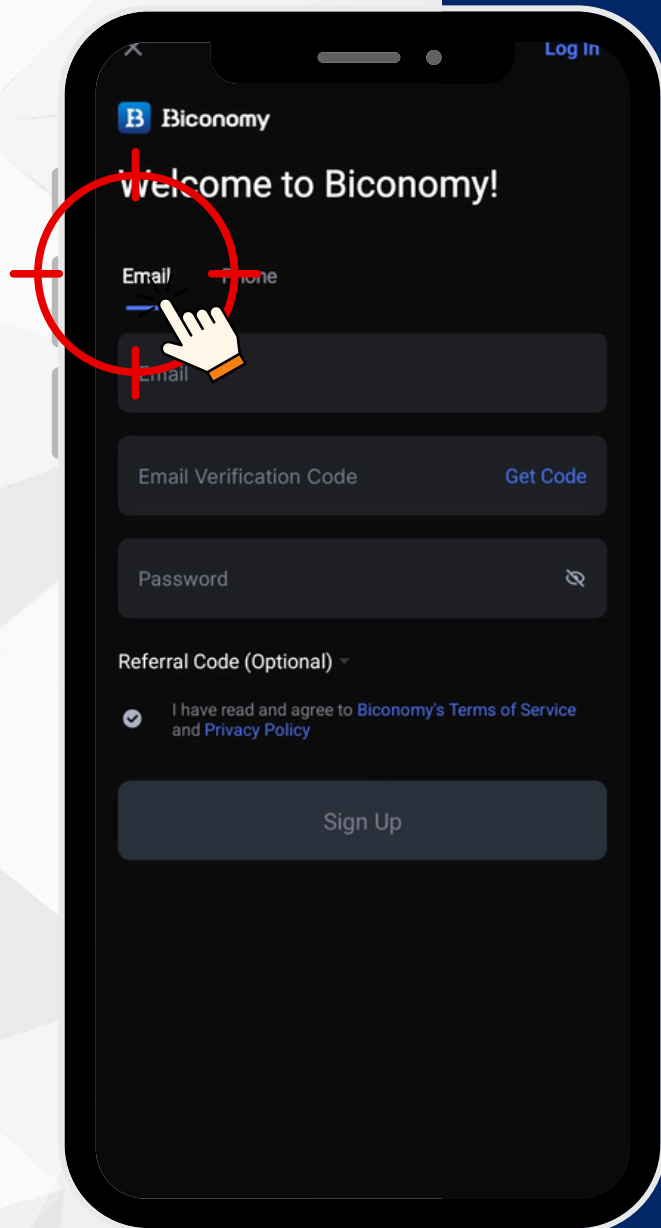 Log In
Biconomy
Welcome to Biconomy!
Email Phone
Email
Email Verification Code Get Code
Password
Referral Code (Optional)
I have read and agree to Biconomy's Terms of Service
and Privacy Policy
Sign Up